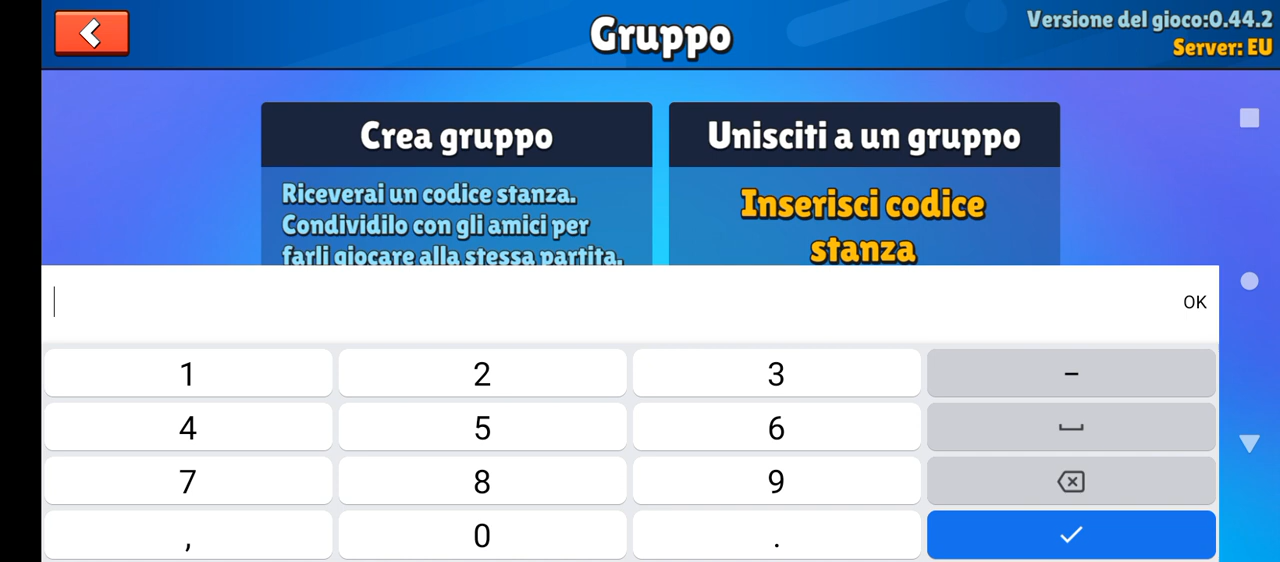 Gruppo
Versione del gioco:0.44.2
Server: EU
Crea gruppo
Riceverai un codice stanza.
Condividilo con gli amici per
farli giocare alla stessa partita.
Unisciti a un gruppo
Inserisci codice
stanza
OK
1 2 3 –
4 5 6
7 8 9
, 0 .